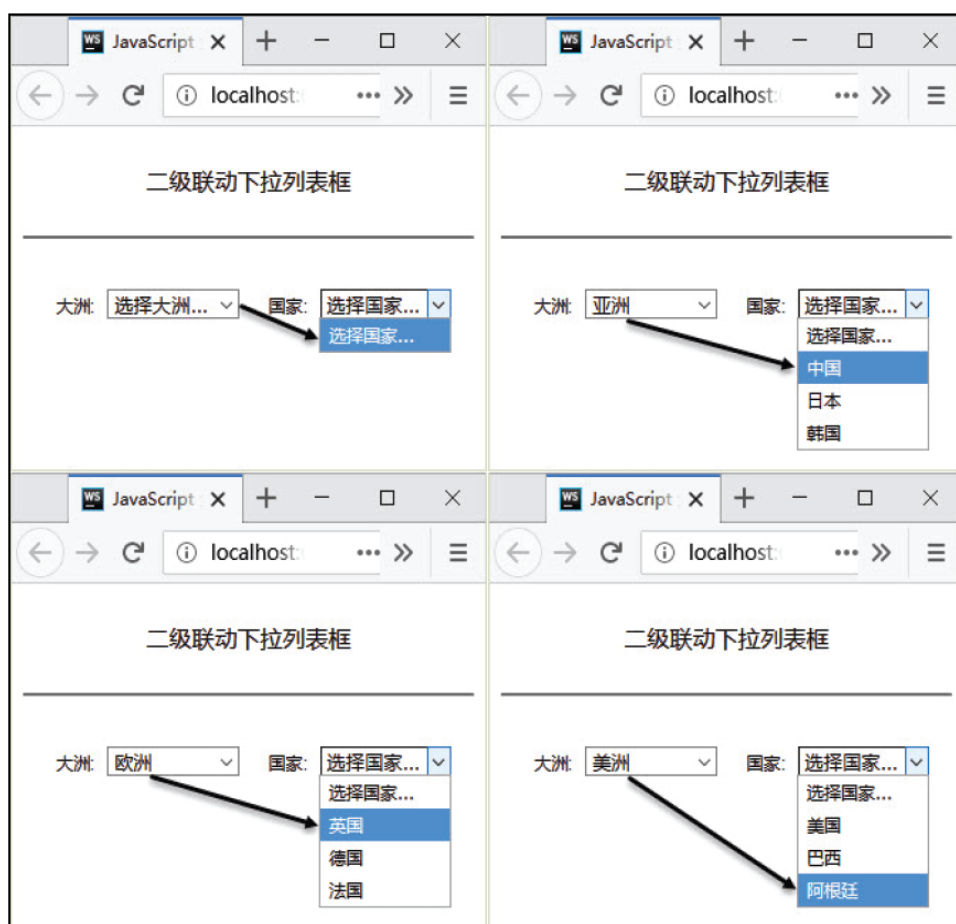 WS JavaScript
localhost:
二级联动下拉列表框
大洲: 选择大洲... 国家: 选择国家...
选择国家...
WS JavaScript
localhost:
二级联动下拉列表框
大洲: 亚洲 国家: 选择国家...
选择国家...
中国
日本
韩国
WS JavaScript
localhost:
二级联动下拉列表框
大洲: 欧洲 国家: 选择国家...
选择国家...
英国
德国
法国
WS JavaScript
localhost:
二级联动下拉列表框
大洲: 美洲 国家: 选择国家...
选择国家...
美国
巴西
阿根廷